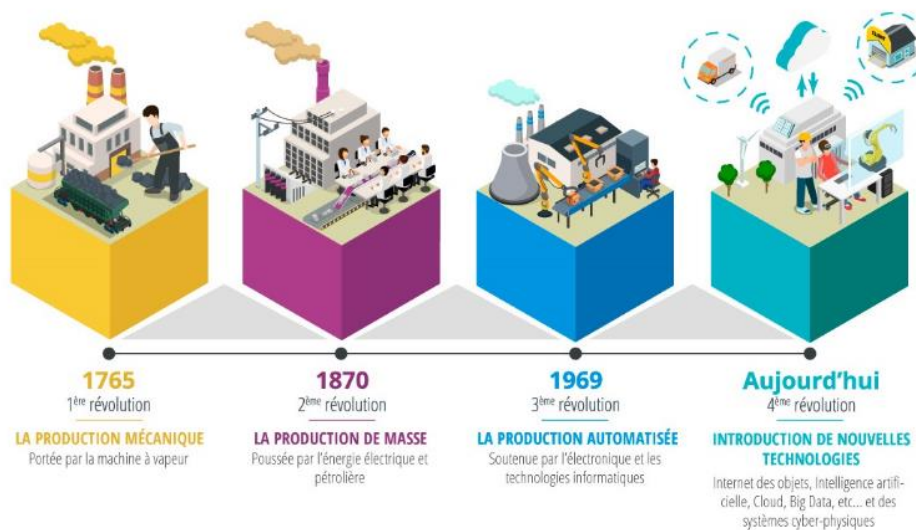 1765
1ère révolution
LA PRODUCTION MÉCANIQUE
Portée par la machine à vapeur
1870
2ème révolution
LA PRODUCTION DE MASSE
Poussée par l'énergie électrique et
pétrolière
1969
3ème révolution
LA PRODUCTION AUTOMATISÉE
Soutenue par l'électronique et les
technologies informatiques
Aujourd'hui
4ème révolution
INTRODUCTION DE NOUVELLES
TECHNOLOGIES
Internet des objets, Intelligence artifi-
cielle, Cloud, Big Data, etc... et des
systèmes cyber-physiques